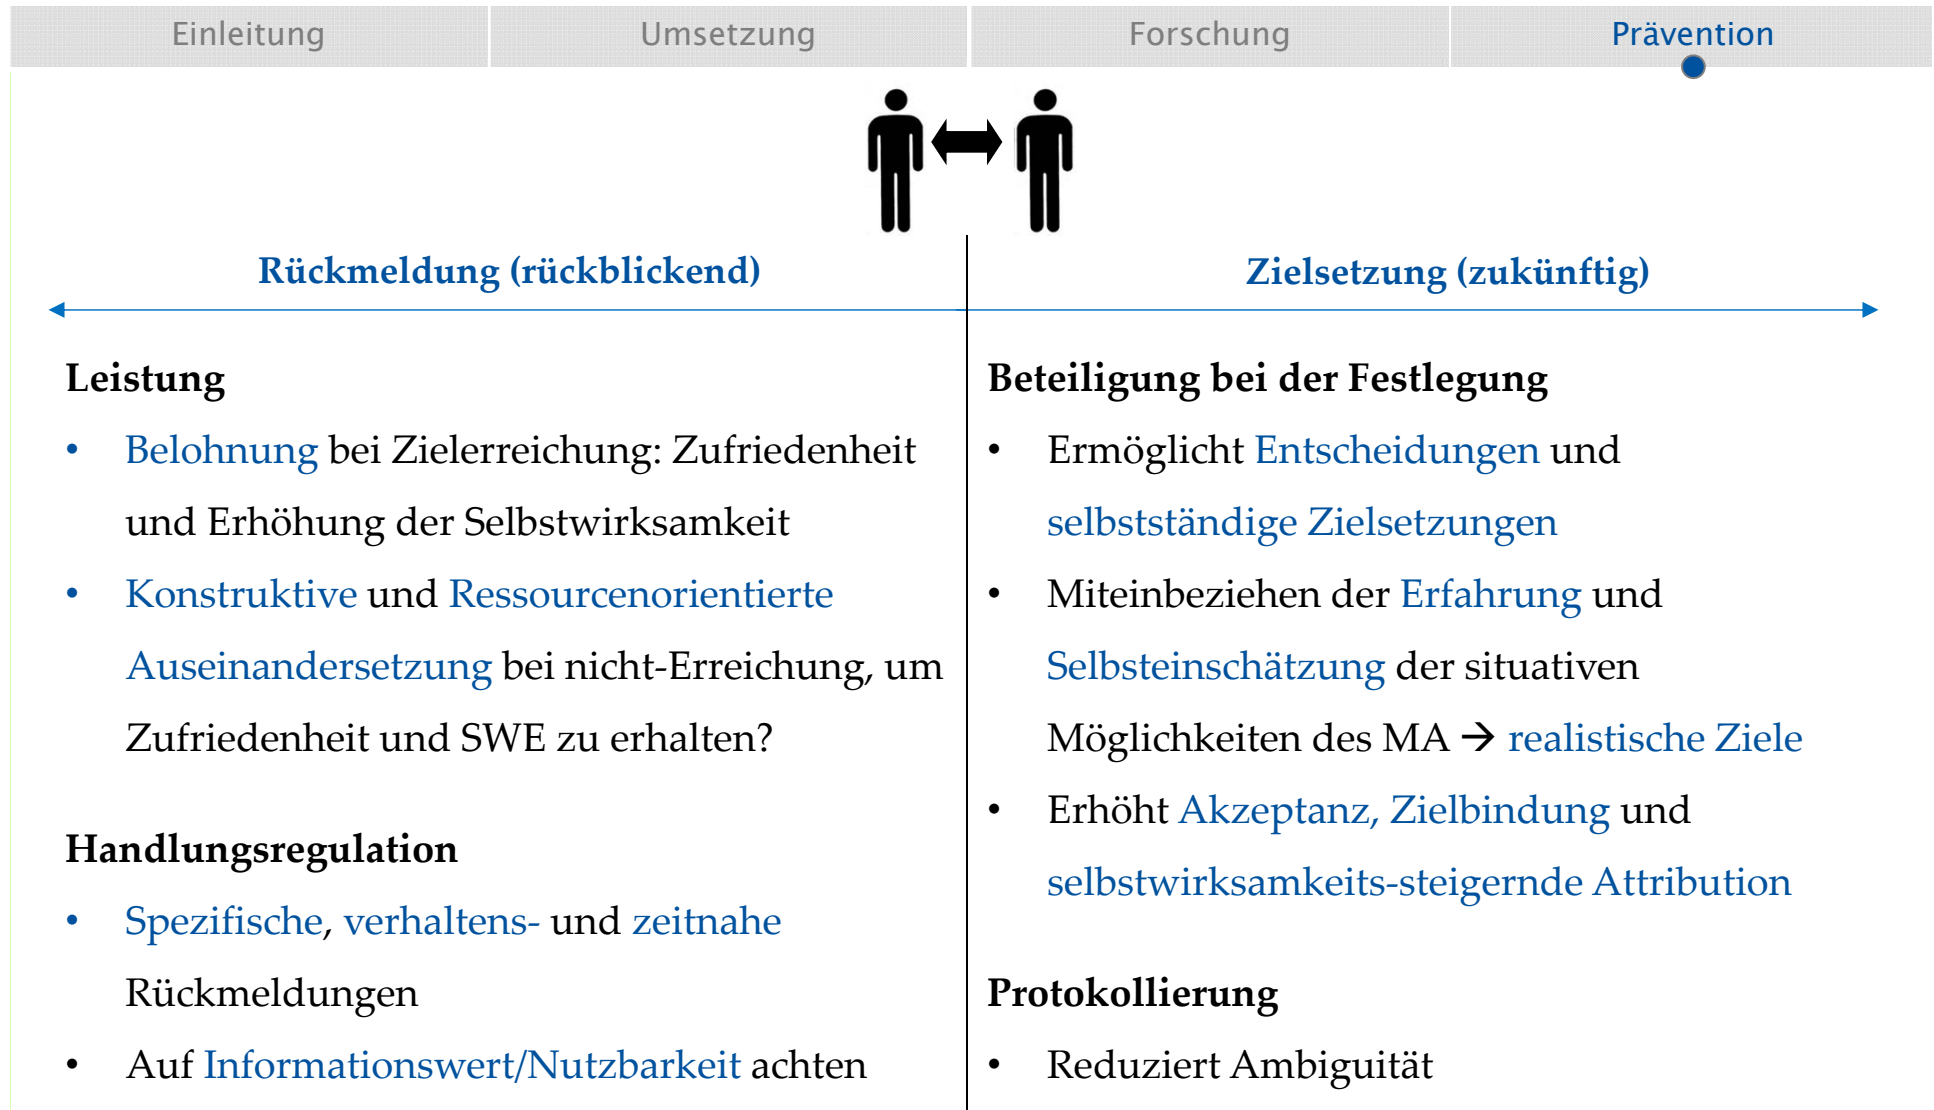 Einleitung
Umsetzung
Forschung
Prävention
Rückmeldung (rückblickend)
Leistung
• Belohnung bei Zielerreichung: Zufriedenheit
und Erhöhung der Selbstwirksamkeit
• Konstruktive und Ressourcenorientierte
Auseinandersetzung bei nicht-Erreichung, um
Zufriedenheit und SWE zu erhalten?
Handlungsregulation
• Spezifische, verhaltens- und zeitnahe
Rückmeldungen
• Auf Informationswert/Nutzbarkeit achten
Zielsetzung (zukünftig)
Beteiligung bei der Festlegung
• Ermöglicht Entscheidungen und
selbstständige Zielsetzungen
• Miteinbeziehen der Erfahrung und
Selbsteinschätzung der situativen
Möglichkeiten des MA → realistische Ziele
• Erhöht Akzeptanz, Zielbindung und
selbstwirksamkeits-steigernde Attribution
Protokollierung
• Reduziert Ambiguität